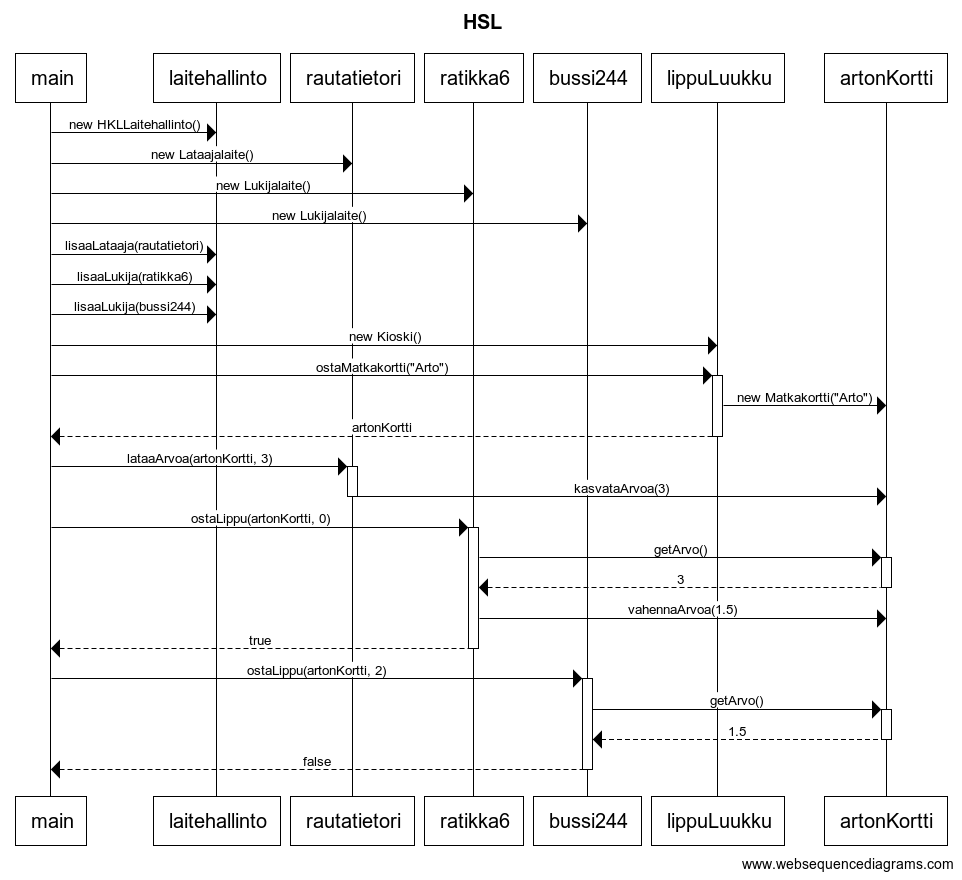 HSL
main laitehallinto rautatietori ratikka6 bussi244 lippuLuukku artonKortti
new HKLLaitehallinto()
new Lataajalaite()
new Lukijalaite()
new Lukijalaite()
lisaaLataaja(rautatietori)
lisaaLukija(ratikka6)
lisaaLukija(bussi244)
new Kioski()
ostaMatkakortti("Arto")
new Matkakortti("Arto")
artonKortti
lataaArvoa(artonKortti, 3)
kasvataArvoa(3)
ostaLippu(artonKortti, 0)
getArvo()
3
vahennaArvoa(1.5)
true
ostaLippu(artonKortti, 2)
getArvo()
1.5
false
main laitehallinto rautatietori ratikka6 bussi244 lippuLuukku artonKortti
www.websequencediagrams.com